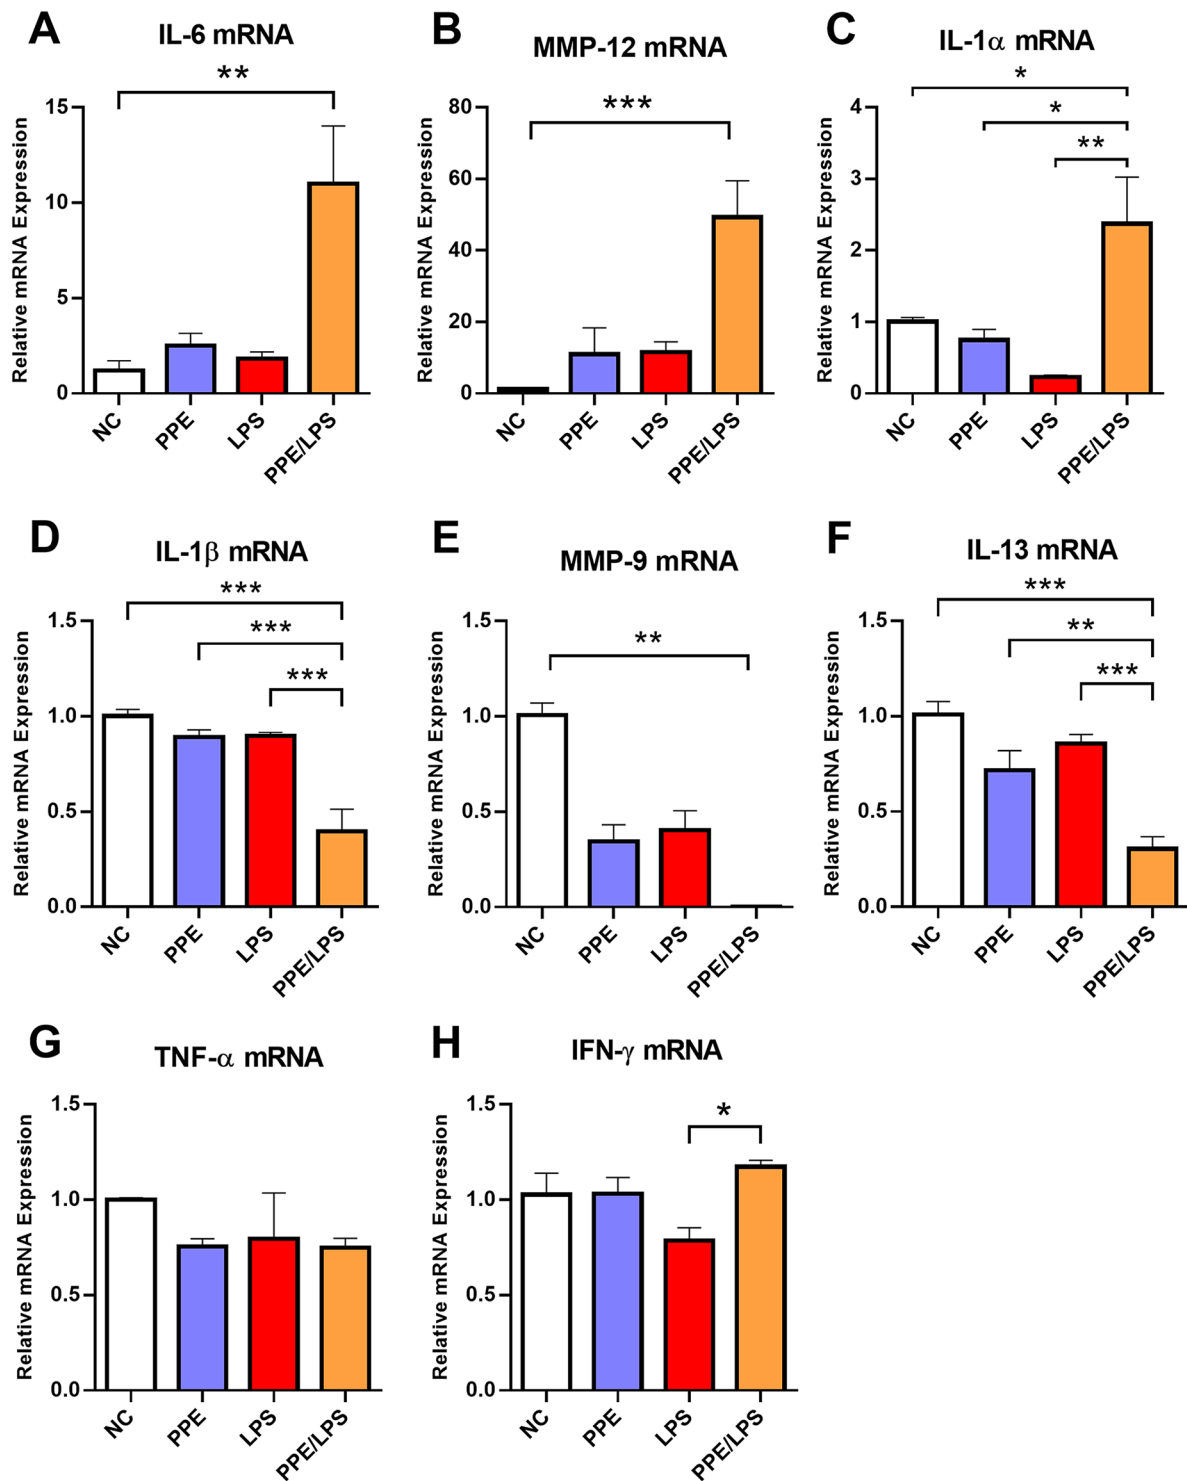 A
IL-6 mRNA
**
Relative mRNA Expression
15
10
5
0
NC
PPE
LPS
PPE/LPS
B
MMP-12 mRNA
***
Relative mRNA Expression
80
60
40
20
0
NC
PPE
LPS
PPE/LPS
C
IL-1α mRNA
*
*
**
Relative mRNA Expression
4
3
2
1
0
NC
PPE
LPS
PPE/LPS
D
IL-1β mRNA
***
***
***
Relative mRNA Expression
1.5
1.0
0.5
0.0
NC
PPE
LPS
PPE/LPS
E
MMP-9 mRNA
**
Relative mRNA Expression
1.5
1.0
0.5
0.0
NC
PPE
LPS
PPE/LPS
F
IL-13 mRNA
***
**
***
Relative mRNA Expression
1.5
1.0
0.5
0.0
NC
PPE
LPS
PPE/LPS
G
TNF-α mRNA
Relative mRNA Expression
1.5
1.0
0.5
0.0
NC
PPE
LPS
PPE/LPS
H
IFN-γ mRNA
*
Relative mRNA Expression
1.5
1.0
0.5
0.0
NC
PPE
LPS
PPE/LPS